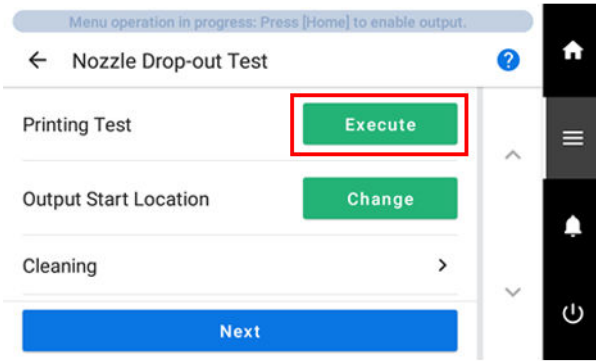 Menu operation in progress: Press [Home] to enable output.
Nozzle Drop-out Test
?
Printing Test
Execute
Output Start Location
Change
Cleaning
Next